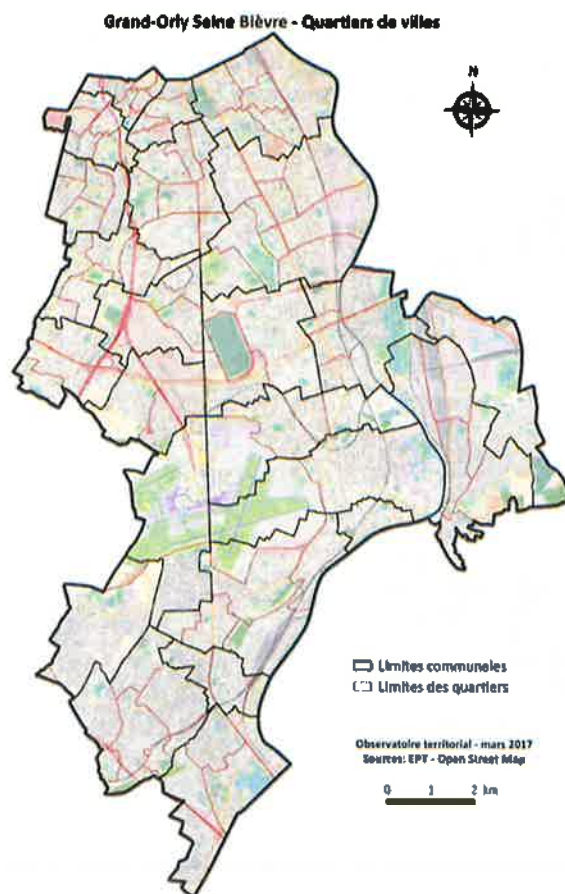 Grand-Orly Seine Bièvre - Quartiers de villes
N
Limites communales
Limites des quartiers
Observatoire territorial - mars 2017
Sources: EPT - Open Street Map
0 1 2 km